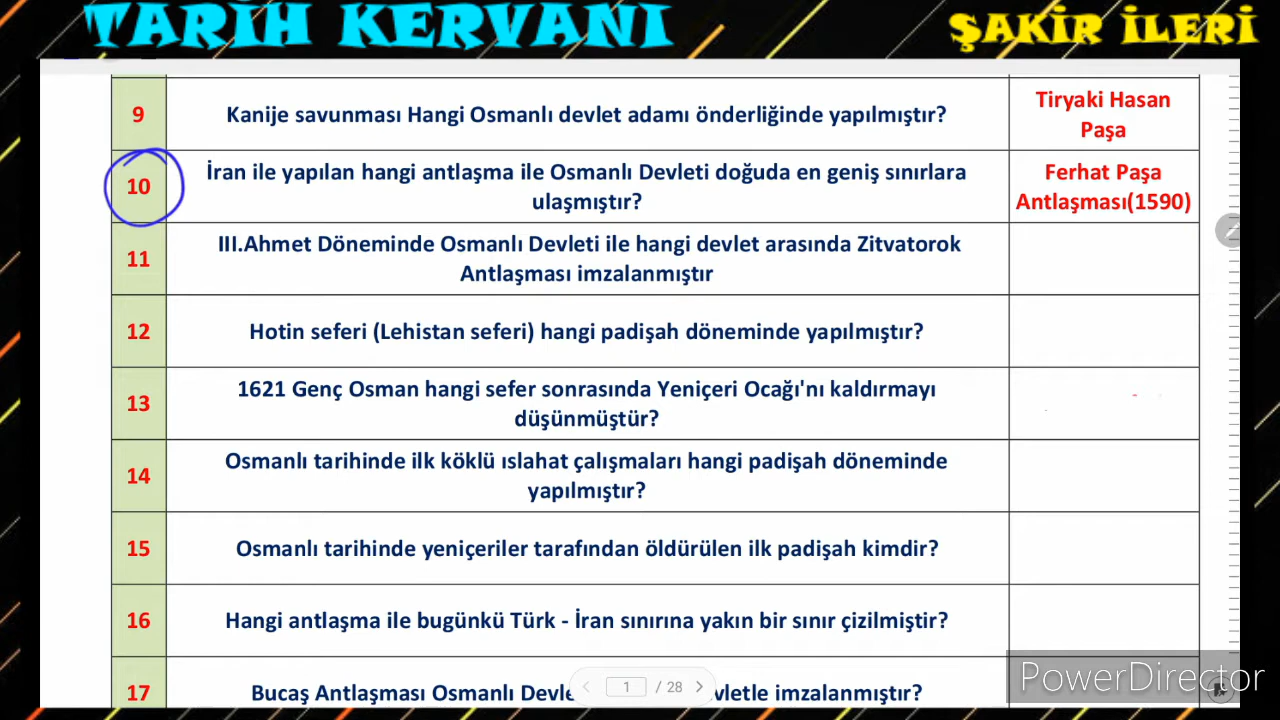 TARİH KERVANI
ŞAKİR İLERİ
9
Kanije savunması Hangi Osmanlı devlet adamı önderliğinde yapılmıştır?
Tiryaki Hasan
Paşa
10
İran ile yapılan hangi antlaşma ile Osmanlı Devleti doğuda en geniş sınırlara
ulaşmıştır?
Ferhat Paşa
Antlaşması(1590)
11
III.Ahmet Döneminde Osmanlı Devleti ile hangi devlet arasında Zitvatorok
Antlaşması imzalanmıştır
12
Hotin seferi (Lehistan seferi) hangi padişah döneminde yapılmıştır?
13
1621 Genç Osman hangi sefer sonrasında Yeniçeri Ocağı'nı kaldırmayı
düşünmüştür?
14
Osmanlı tarihinde ilk köklü ıslahat çalışmaları hangi padişah döneminde
yapılmıştır?
15
Osmanlı tarihinde yeniçeriler tarafından öldürülen ilk padişah kimdir?
16
Hangi antlaşma ile bugünkü Türk - İran sınırına yakın bir sınır çizilmiştir?
17
Bucaş Antlaşması Osmanlı imzalanmıştır?
1 / 28
PowerDirector